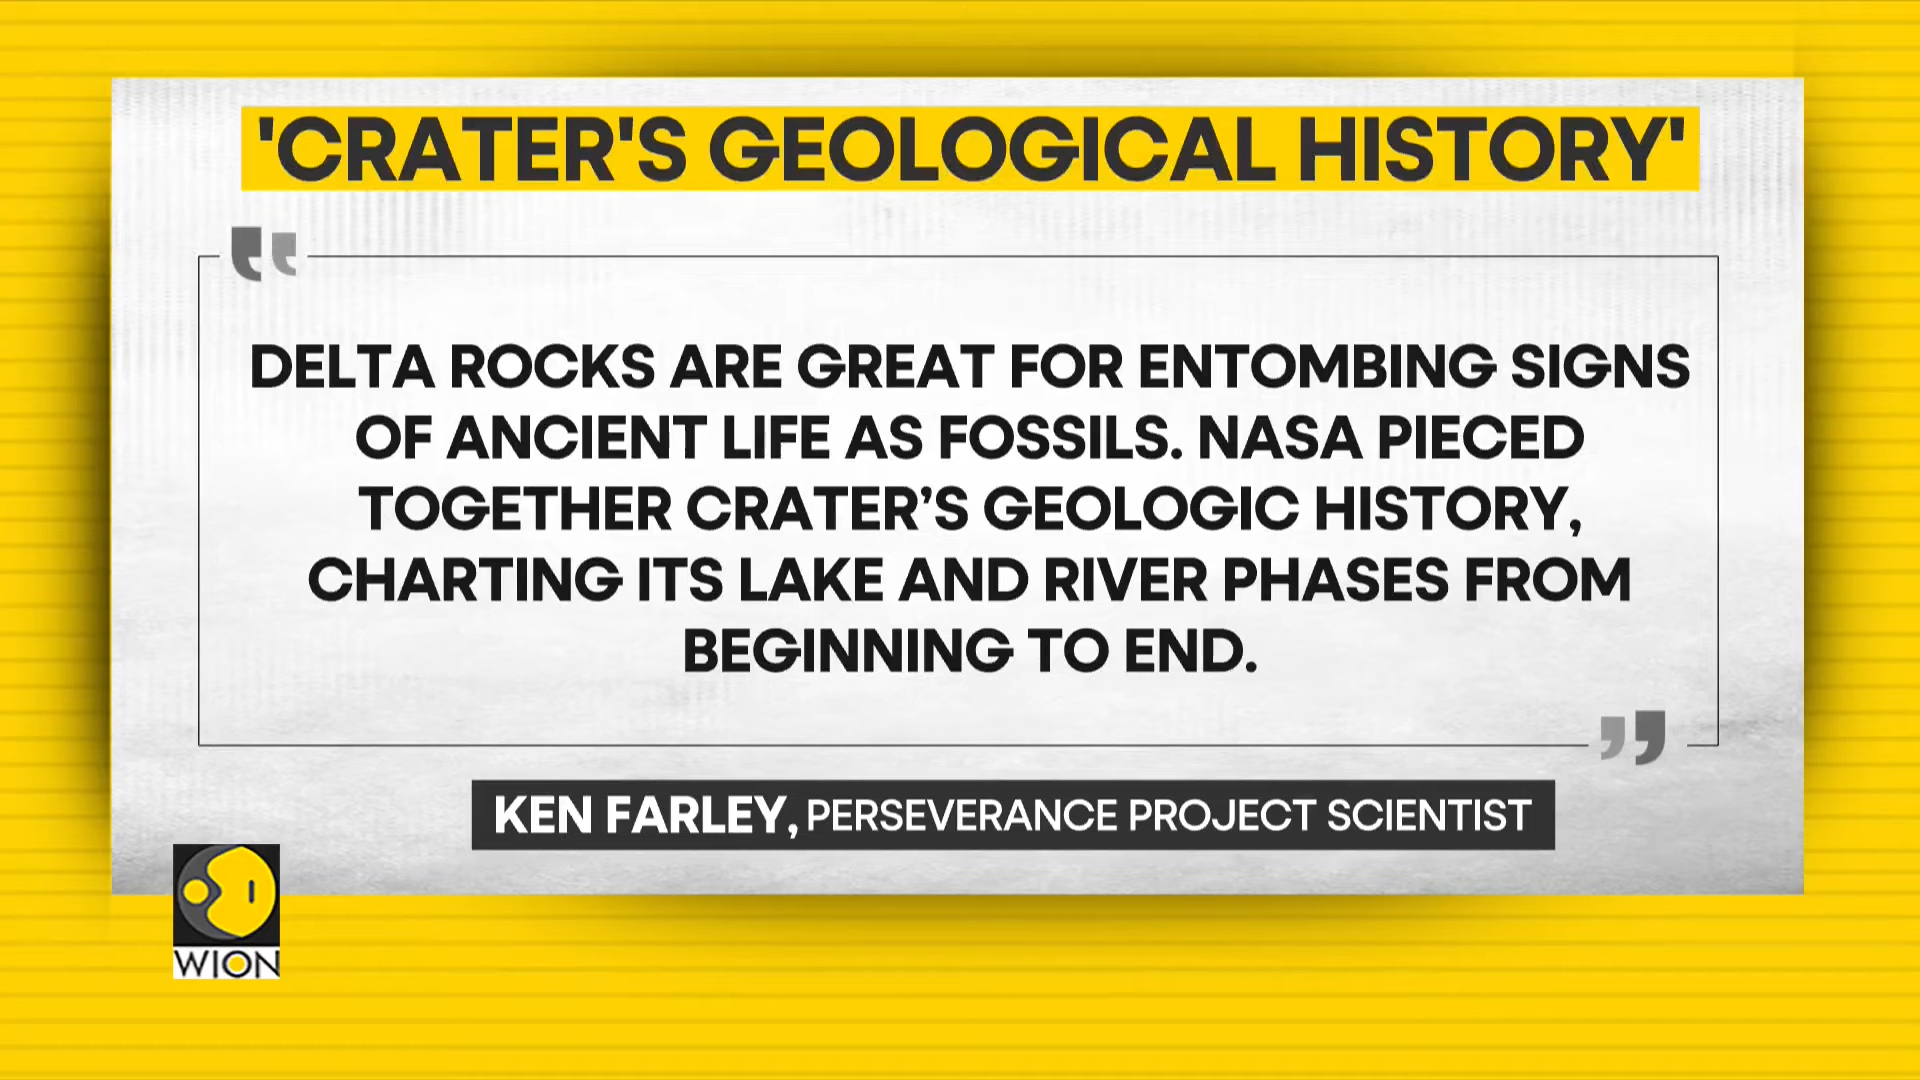 'CRATER'S GEOLOGICAL HISTORY'
DELTA ROCKS ARE GREAT FOR ENTOMBING SIGNS
OF ANCIENT LIFE AS FOSSILS. NASA PIECED
TOGETHER CRATER’S GEOLOGIC HISTORY,
CHARTING ITS LAKE AND RIVER PHASES FROM
BEGINNING TO END.
KEN FARLEY, PERSEVERANCE PROJECT SCIENTIST
WION